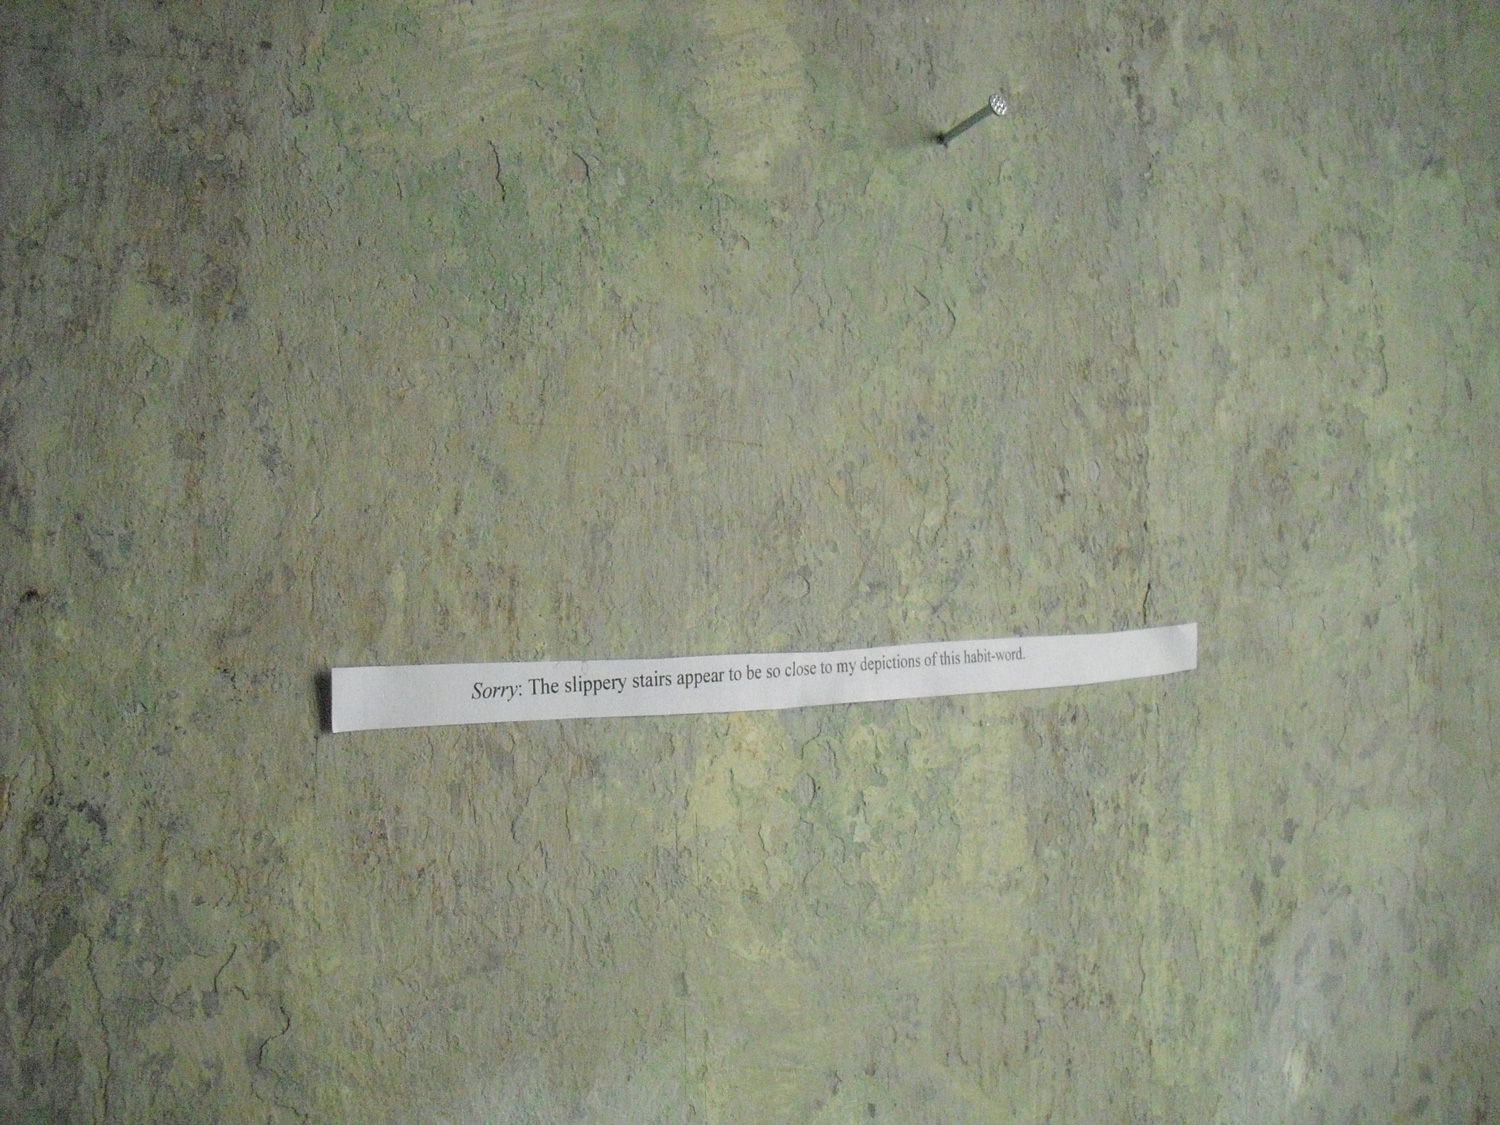 Sorry: The slippery stairs appear to be so close to my depictions of this habit-word.